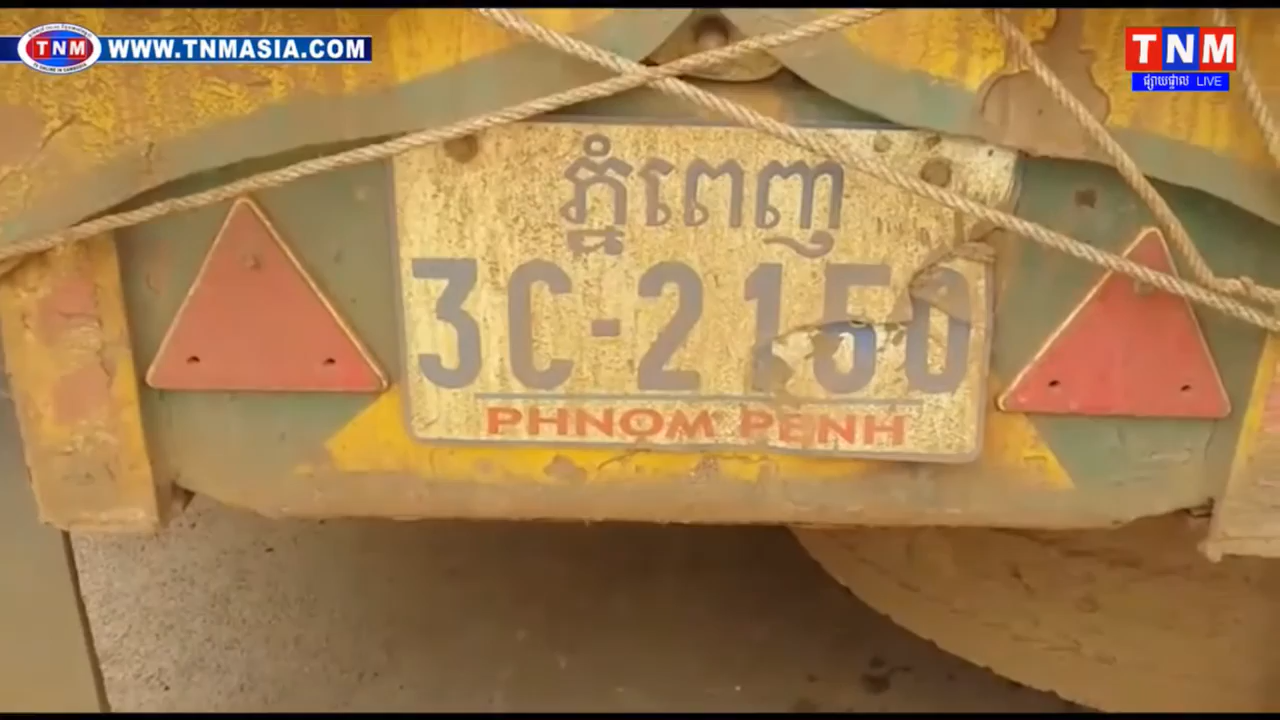 TNM WWW.TNMASIA.COM
TNM
ផ្សាយផ្ទាល់ LIVE
ភ្នំពេញ
3C-2150
PHNOM PENH